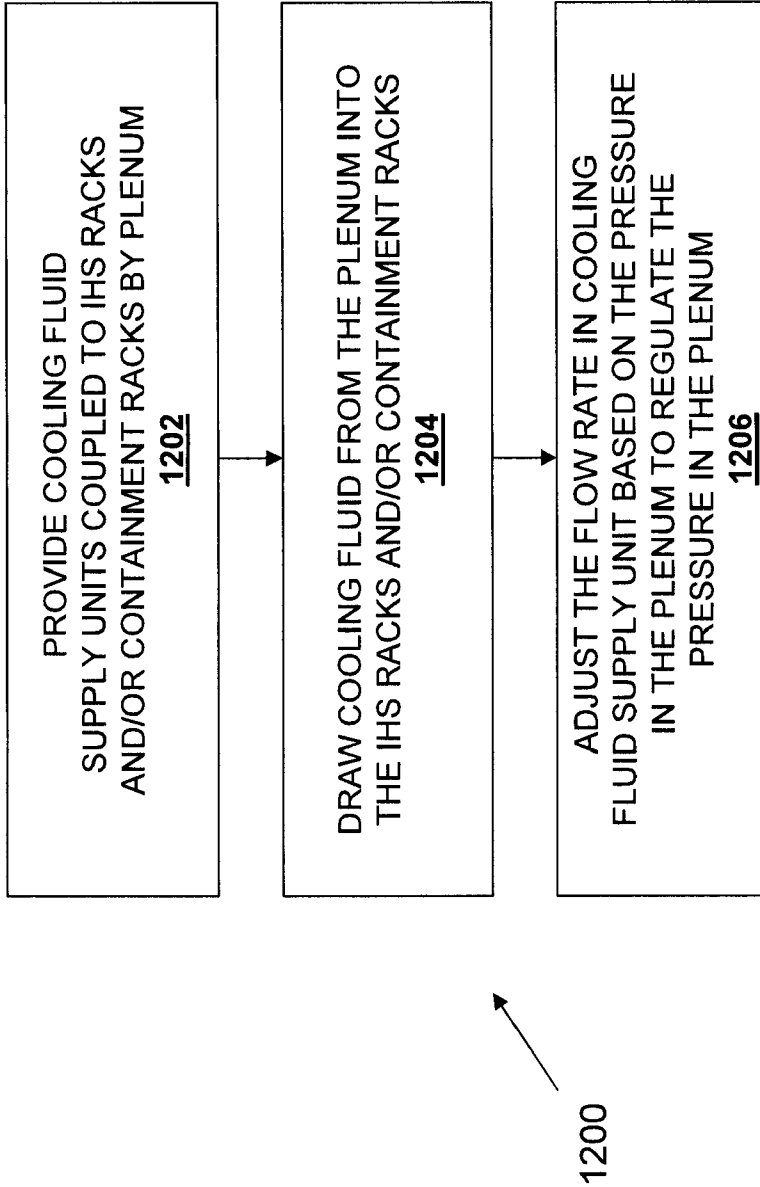 PROVIDE COOLING FLUID
SUPPLY UNITS COUPLED TO IHS RACKS
AND/OR CONTAINMENT RACKS BY PLENUM
1202
DRAW COOLING FLUID FROM THE PLENUM INTO
THE IHS RACKS AND/OR CONTAINMENT RACKS
1204
ADJUST THE FLOW RATE IN COOLING
FLUID SUPPLY UNIT BASED ON THE PRESSURE
IN THE PLENUM TO REGULATE THE
PRESSURE IN THE PLENUM
1206
1200